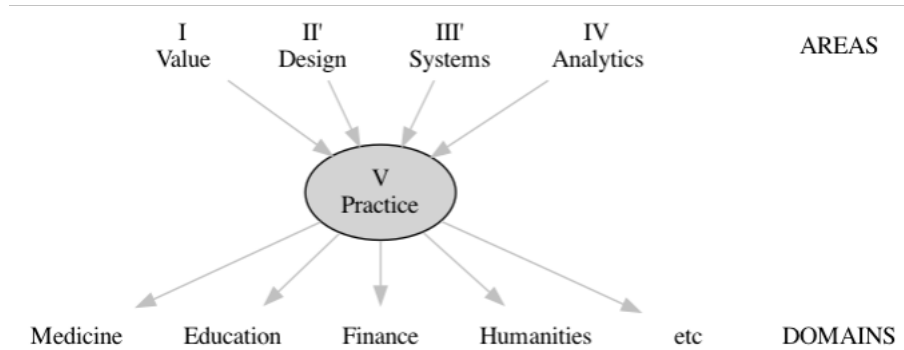 I II' III' IV
Value Design Systems Analytics AREAS
V
Practice
Medicine Education Finance Humanities etc DOMAINS